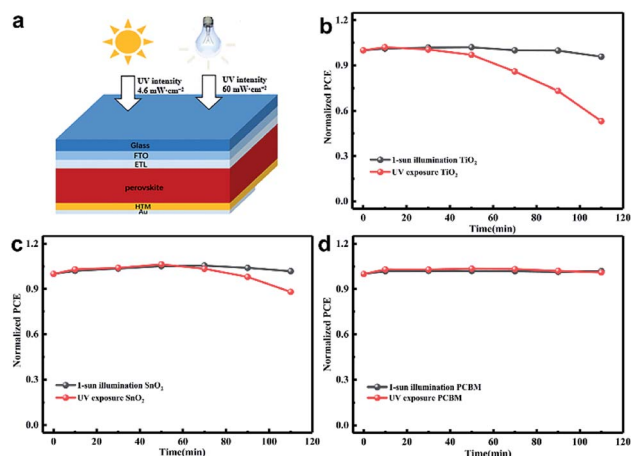 a
UV intensity
4.6 mW·cm⁻²
UV intensity
60 mW·cm⁻²
Glass
FTO
ETL
perovskite
HTM
Au
b
Normalized PCE
1.2
0.9
0.6
0.3
0.0
1-sun illumination TiO₂
UV exposure TiO₂
0 20 40 60 80 100 120
Time(min)
c
Normalized PCE
1.2
0.9
0.6
0.3
0.0
1-sun illumination SnO₂
UV exposure SnO₂
0 20 40 60 80 100 120
Time(min)
d
Normalized PCE
1.2
0.9
0.6
0.3
0.0
1-sun illumination PCBM
UV exposure PCBM
0 20 40 60 80 100 120
Time(min)